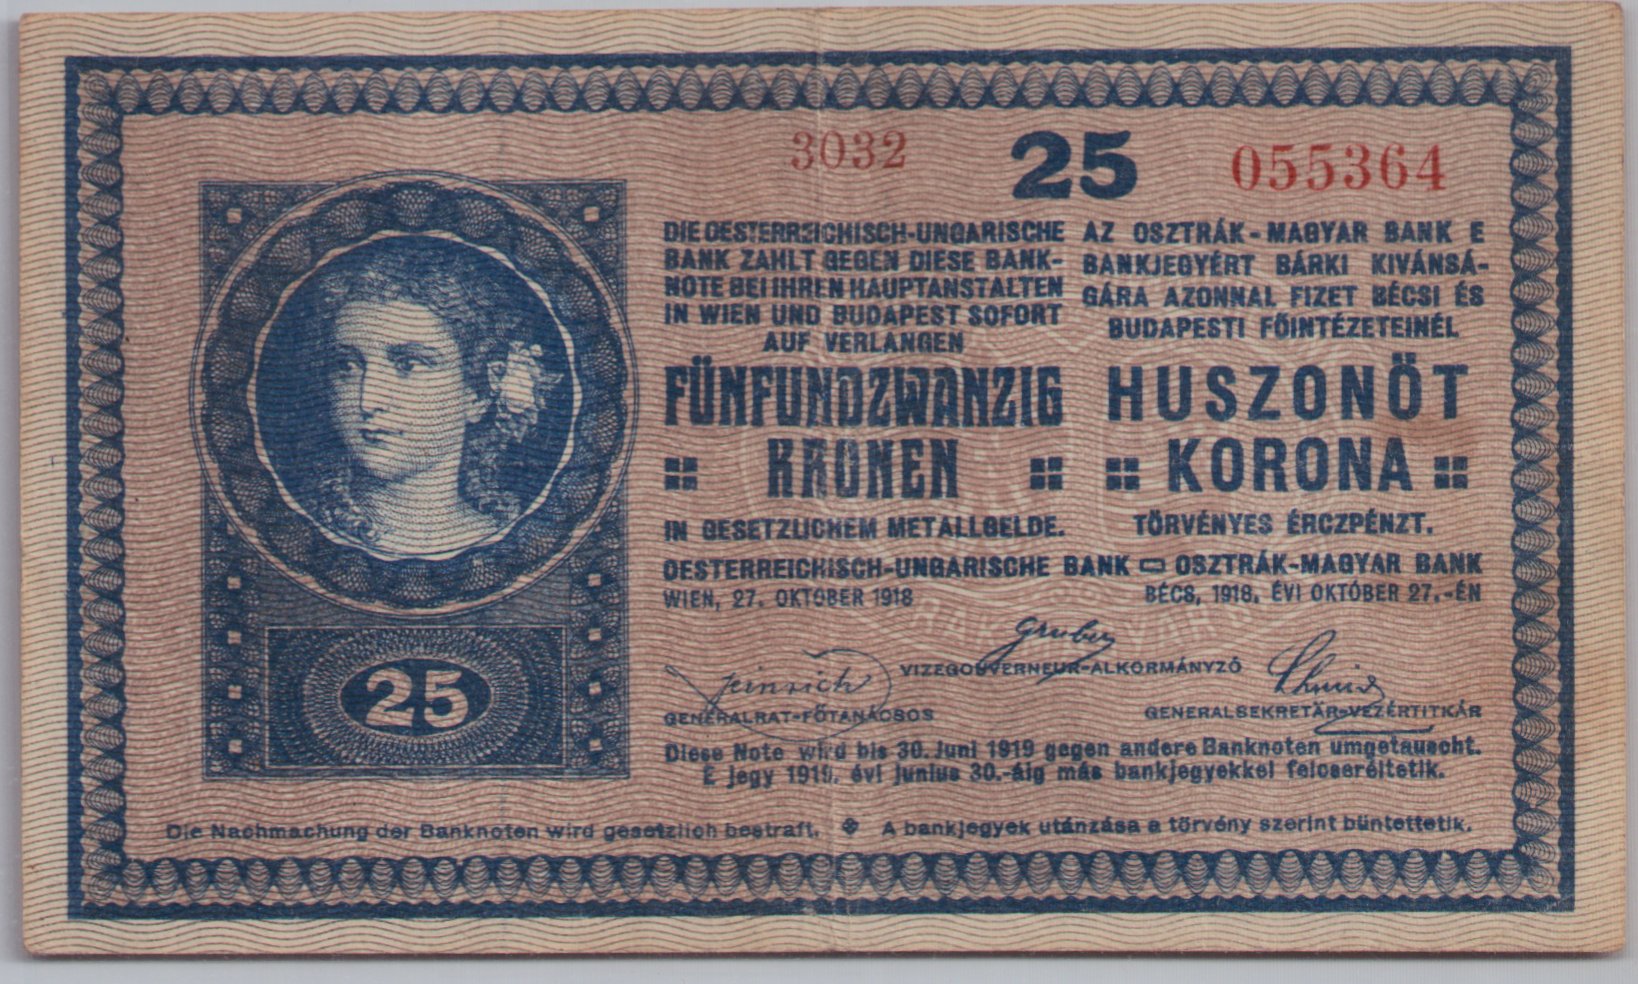 3032 25 055364
DIE OESTERREICHISCH-UNGARISCHE
BANK ZAHLT GEGEN DIESE BANK-
NOTE BEI IHREN HAUPTANSTALTEN
IN WIEN UND BUDAPEST SOFORT
AUF VERLANGEN
FÜNFUNDZWANZIG
KRONEN
IN GESETZLICHEM METALLGELDE.
AZ OSZTRÁK-MAGYAR BANK E
BANKJEGYÉRT BÁRKI KIVÁNSÁ-
GÁRA AZONNAL FIZET BÉCSI ÉS
BUDAPESTI FŐINTÉZETEINÉL
HUSZONÖT
KORONA
TÖRVÉNYES ÉRCZPÉNZT.
OESTERREICHISCH-UNGARISCHE BANK OSZTRÁK-MAGYAR BANK
WIEN, 27. OKTOBER 1918 BÉCS, 1918. ÉVI OKTÓBER 27.-ÉN
Gruber
VIZEGOUVERNEUR-ALKORMÁNYZÓ
GENERALRAT-FŐTANÁCSOS
GENERALSEKRETÄR-VEZÉRTITKÁR
25
Diese Note wird bis 30. Juni 1919 gegen andere Banknoten umgetauscht.
E jegy 1919. évi junius 30.-áig más bankjegyekkel felcseréltetik.
Die Nachmachung der Banknoten wird gesetzlich bestraft. A bankjegyek utánzása a törvény szerint büntettetik.